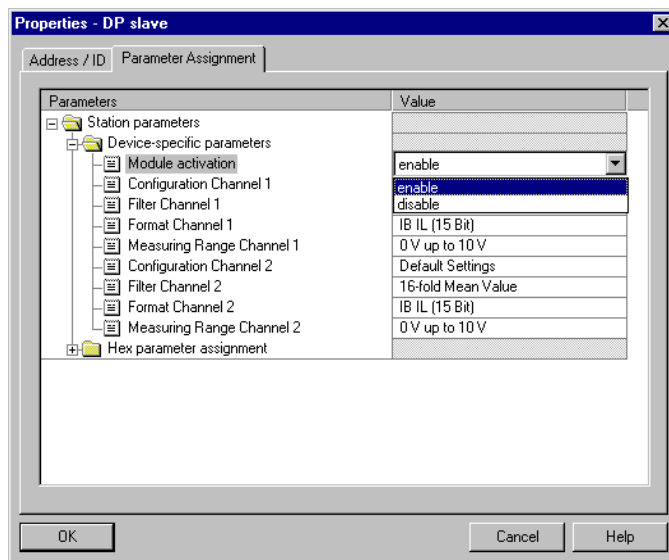 Properties - DP slave
Address / ID Parameter Assignment
Parameters Value
Station parameters
Device-specific parameters
Module activation enable
Configuration Channel 1 enable
Filter Channel 1 disable
Format Channel 1 IB IL (15 Bit)
Measuring Range Channel 1 0 V up to 10 V
Configuration Channel 2 Default Settings
Filter Channel 2 16-fold Mean Value
Format Channel 2 IB IL (15 Bit)
Measuring Range Channel 2 0 V up to 10 V
Hex parameter assignment
OK Cancel Help